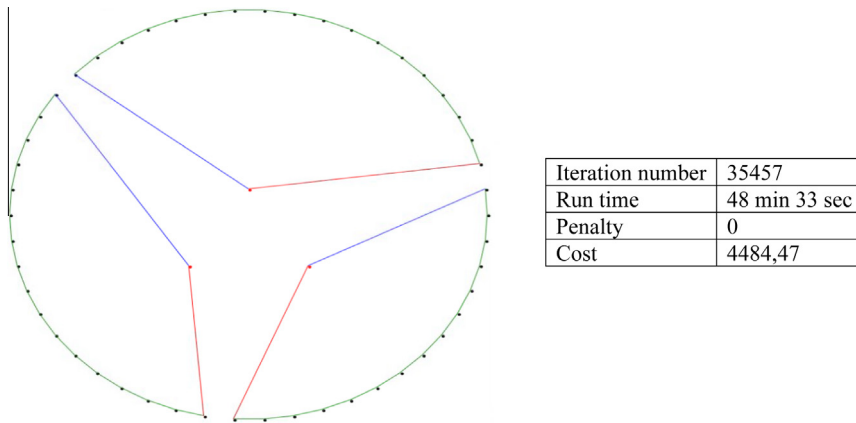 Iteration number 35457
Run time 48 min 33 sec
Penalty 0
Cost 4484,47